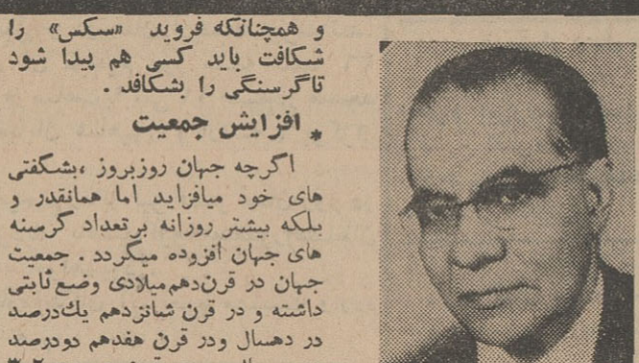 و همچنانکه فروید «سکس» را
شکافت باید کسی هم پیدا شود
تاگرسنگی را بشکافد .
* افزایش جمعیت
اگرچه جهان روزبروز ،بشگفتی
های خود میافزاید اما همانقدر و
بلکه بیشتر روزانه برتعداد گرسنه
های جهان افزوده میگردد . جمعیت
جهان در قرن‌دهم‌میلادی وضع ثابتی
داشته و در قرن شانزدهم یك‌درصد
در دهسال ودر قرن هفدهم دودرصد